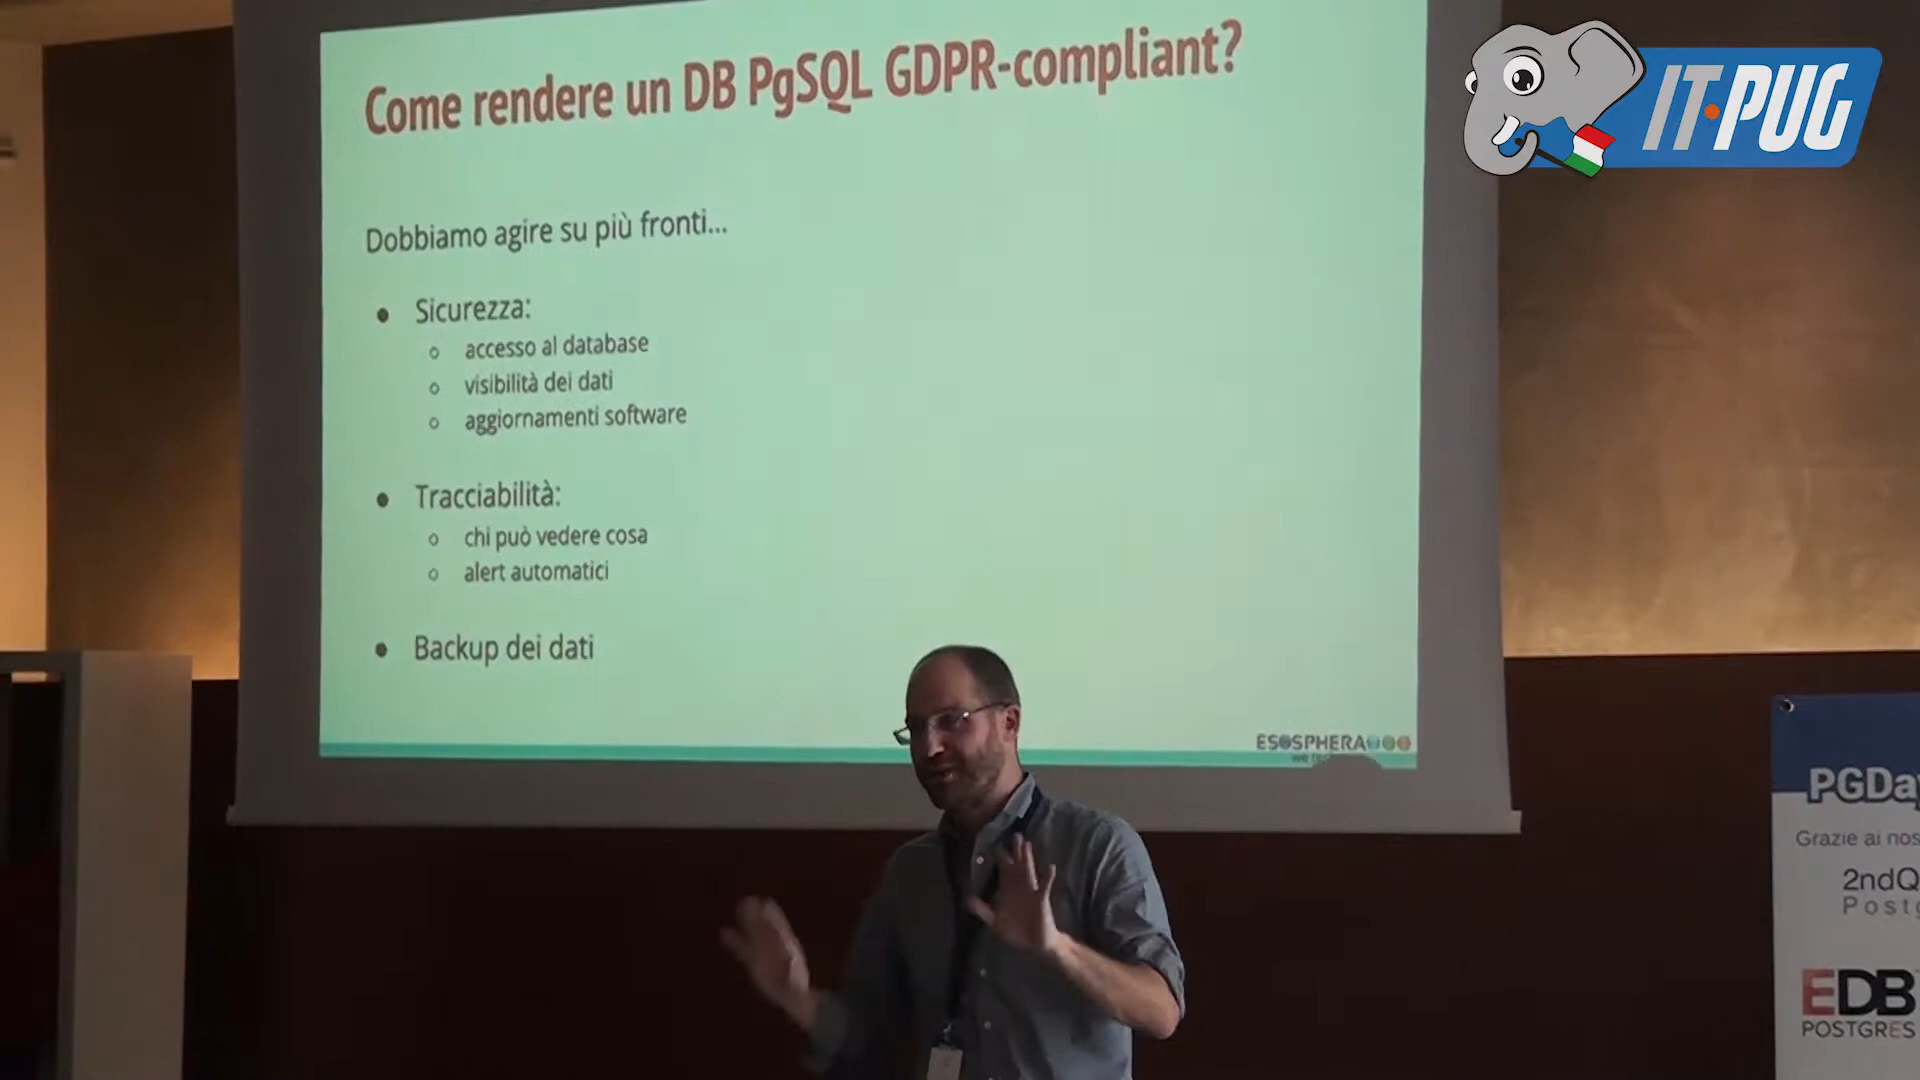 Come rendere un DB PgSQL GDPR-compliant?
IT•PUG
Dobbiamo agire su più fronti...
Sicurezza:
accesso al database
visibilità dei dati
aggiornamenti software
Tracciabilità:
chi può vedere cosa
alert automatici
Backup dei dati
ESOSPHERA
we
PGDay
Grazie ai nos
2ndQ
Postg
EDB
POSTGRES